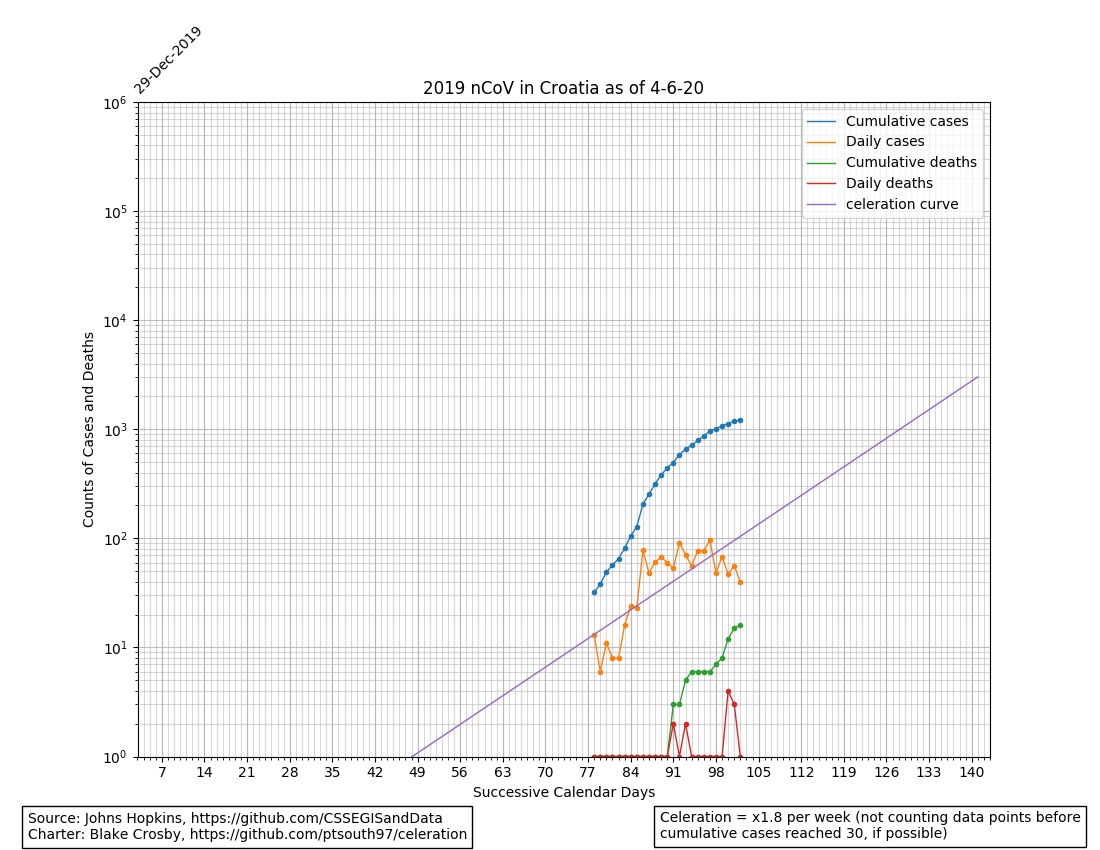 29-Dec-2019
2019 nCoV in Croatia as of 4-6-20
10^6
10^5
10^4
10^3
10^2
10^1
10^0
Counts of Cases and Deaths
Cumulative cases
Daily cases
Cumulative deaths
Daily deaths
celeration curve
7 14 21 28 35 42 49 56 63 70 77 84 91 98 105 112 119 126 133 140
Successive Calendar Days
Source: Johns Hopkins, https://github.com/CSSEGISandData
Charter: Blake Crosby, https://github.com/ptsouth97/celeration
Celeration = x1.8 per week (not counting data points before
cumulative cases reached 30, if possible)